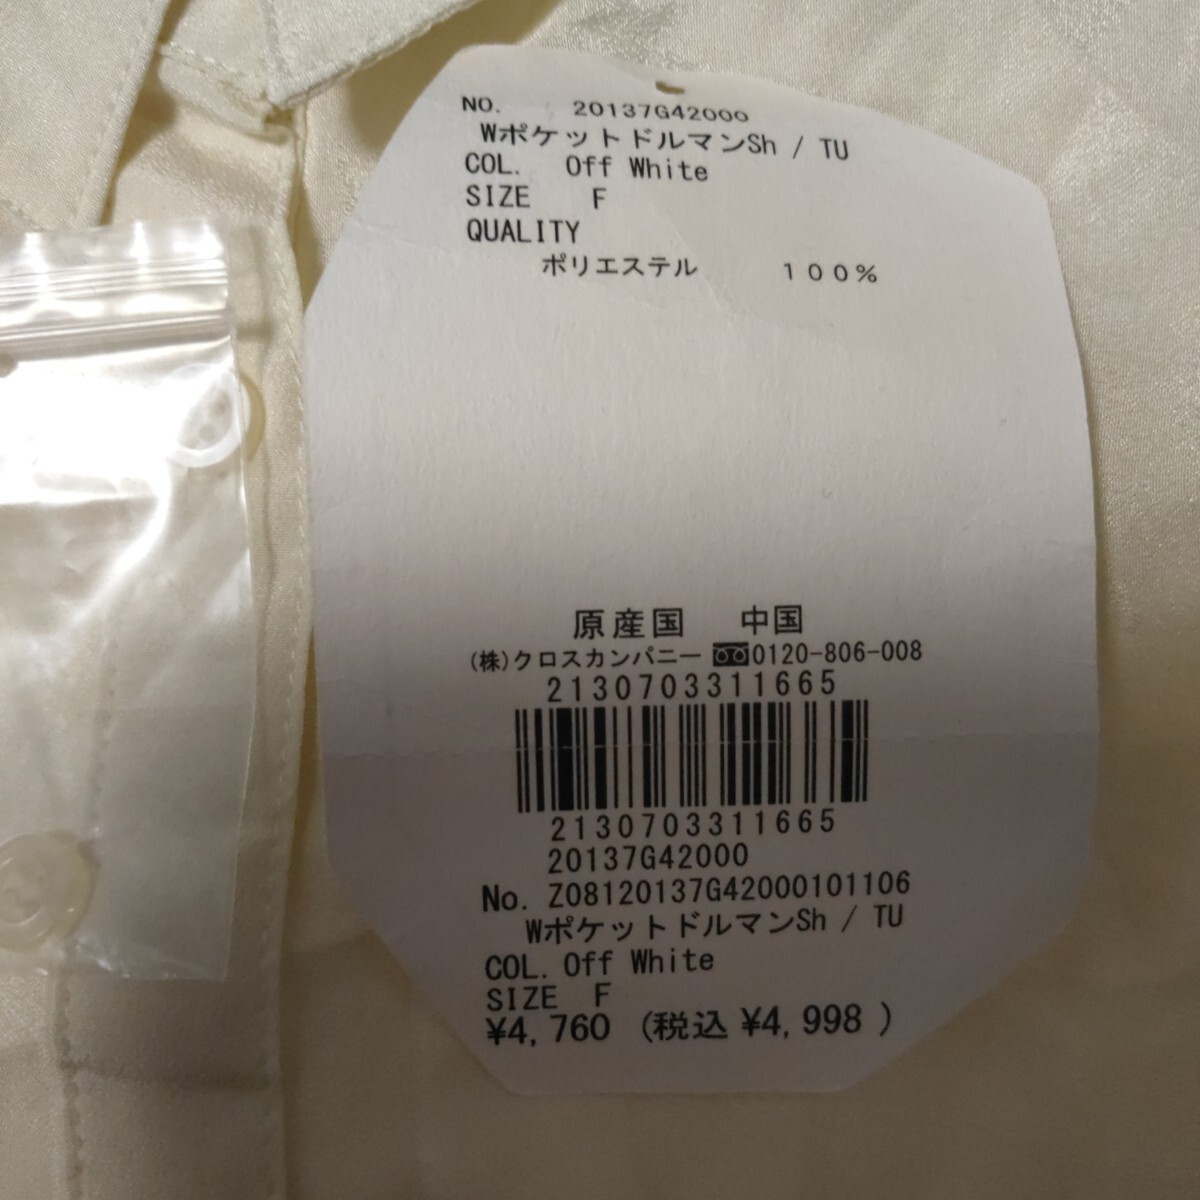 NO. 20137G42000
WポケットドルマンSh / TU
COL. Off White
SIZE F
QUALITY
ポリエステル 100%
原産国 中国
(株)クロスカンパニー 0120-806-008
2130703311665
2130703311665
20137G42000
No. Z08120137G42000101106
WポケットドルマンSh / TU
COL. Off White
SIZE F
¥4,760 (税込 ¥4,998 )